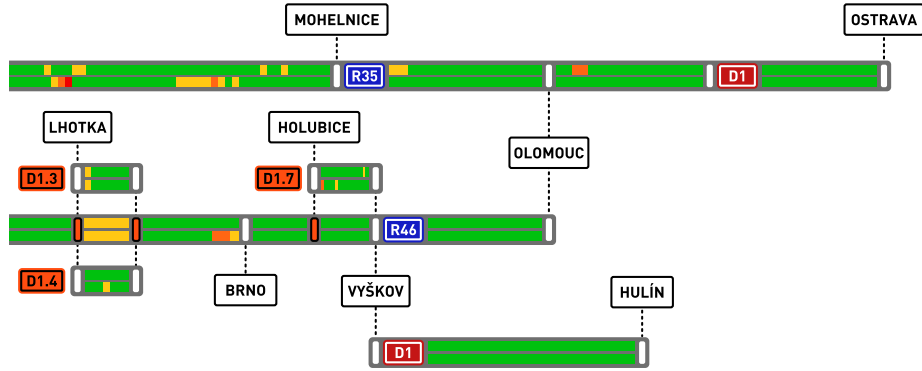 MOHELNICE
OSTRAVA
R35
D1
LHOTKA
HOLUBICE
OLOMOUC
D1.3
D1.7
R46
D1.4
BRNO
VYŠKOV
HULÍN
D1